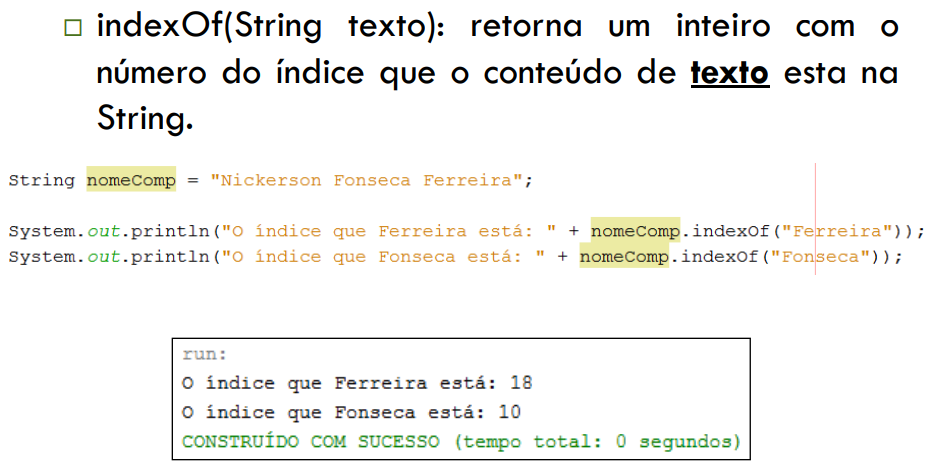 indexOf(String texto): retorna um inteiro com o
número do índice que o conteúdo de texto esta na
String.
String nomeComp = "Nickerson Fonseca Ferreira";
System.out.println("O índice que Ferreira está: " + nomeComp.indexOf("Ferreira"));
System.out.println("O índice que Fonseca está: " + nomeComp.indexOf("Fonseca"));
run:
O índice que Ferreira está: 18
O índice que Fonseca está: 10
CONSTRUÍDO COM SUCESSO (tempo total: 0 segundos)